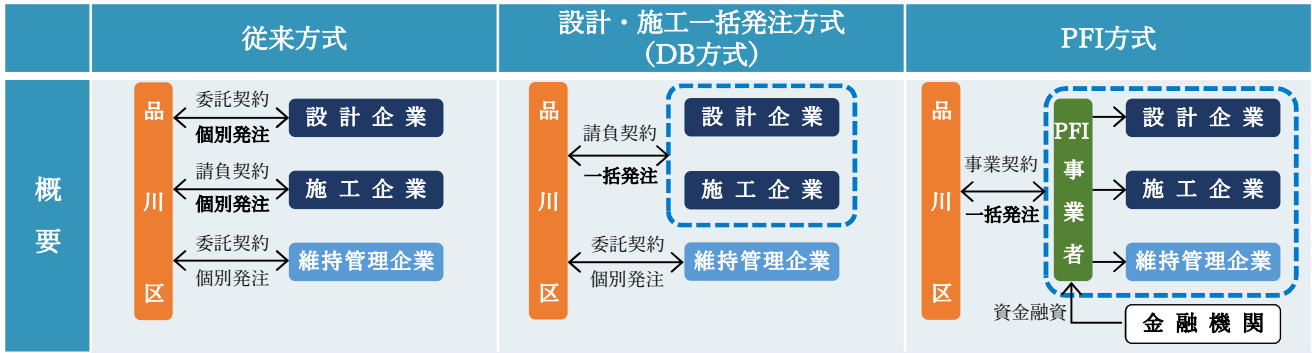 従来方式
設計・施工一括発注方式
（DB方式）
PFI方式
概要
品川区
委託契約
個別発注
設計企業
請負契約
個別発注
施工企業
委託契約
個別発注
維持管理企業
品川区
請負契約
一括発注
設計企業
施工企業
委託契約
個別発注
維持管理企業
品川区
事業契約
一括発注
PFI
事業者
設計企業
施工企業
維持管理企業
資金融資
金融機関